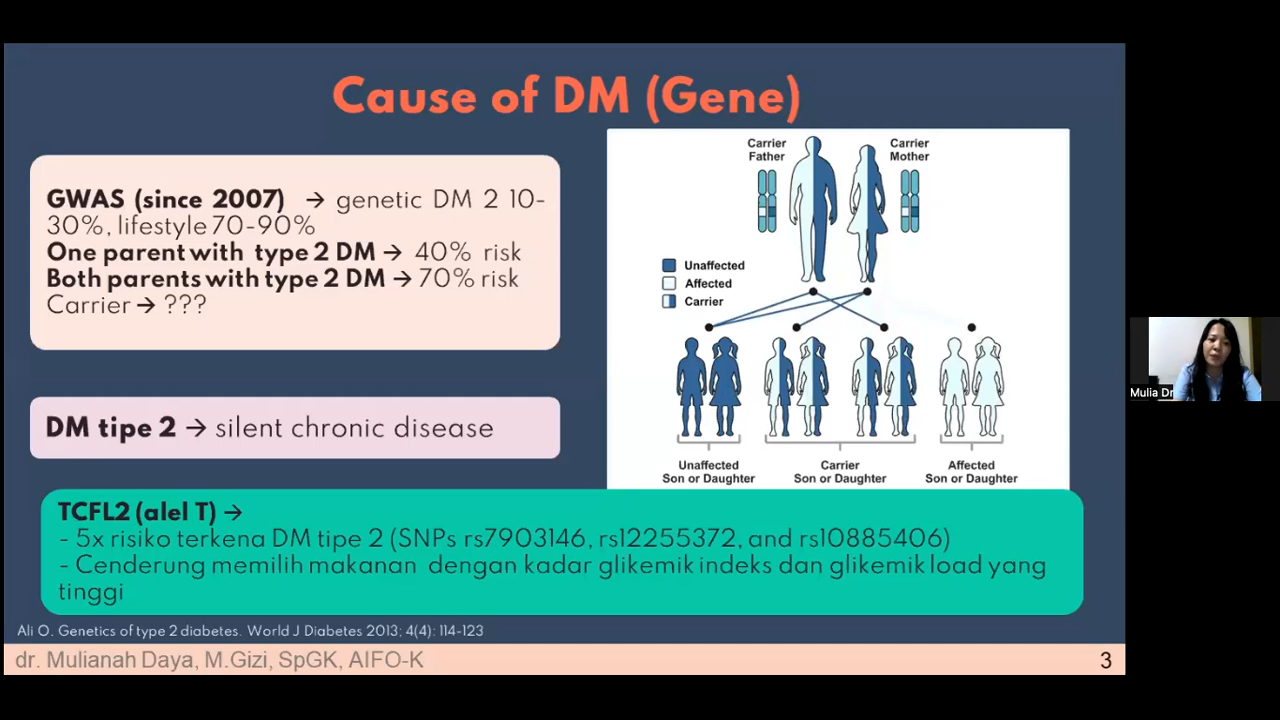 Cause of DM (Gene)
GWAS (since 2007) → genetic DM 2 10-
30%, lifestyle 70-90%
One parent with type 2 DM → 40% risk
Both parents with type 2 DM → 70% risk
Carrier → ???
DM tipe 2 → silent chronic disease
Carrier
Father
Carrier
Mother
Unaffected
Affected
Carrier
Unaffected
Son or Daughter
Carrier
Son or Daughter
Affected
Son or Daughter
TCFL2 (alel T) →
- 5x risiko terkena DM tipe 2 (SNPs rs7903146, rs12255372, and rs10885406)
- Cenderung memilih makanan dengan kadar glikemik indeks dan glikemik load yang
tinggi
Ali O. Genetics of type 2 diabetes. World J Diabetes 2013; 4(4): 114-123
dr. Mulianah Daya, M.Gizi, SpGK, AIFO-K
3
Mulia Dr